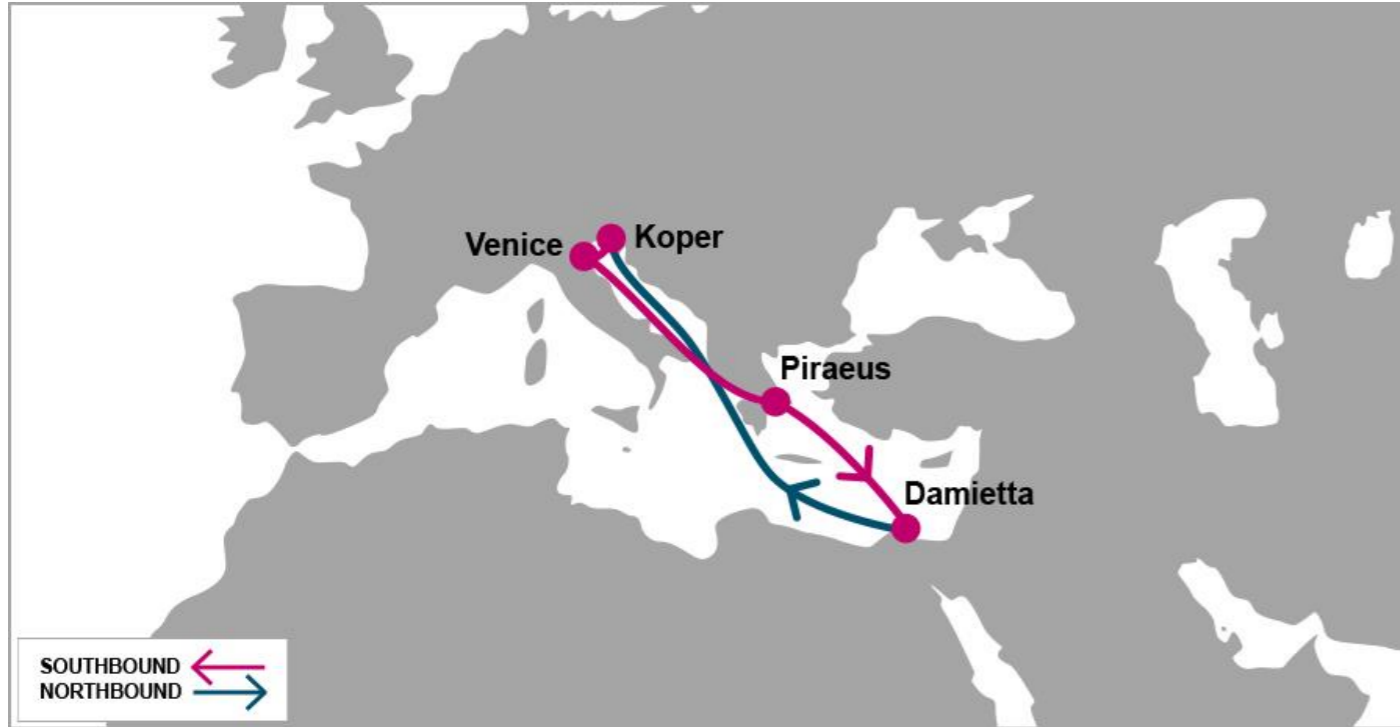 Venice
Koper
Piraeus
Damietta
SOUTHBOUND
NORTHBOUND